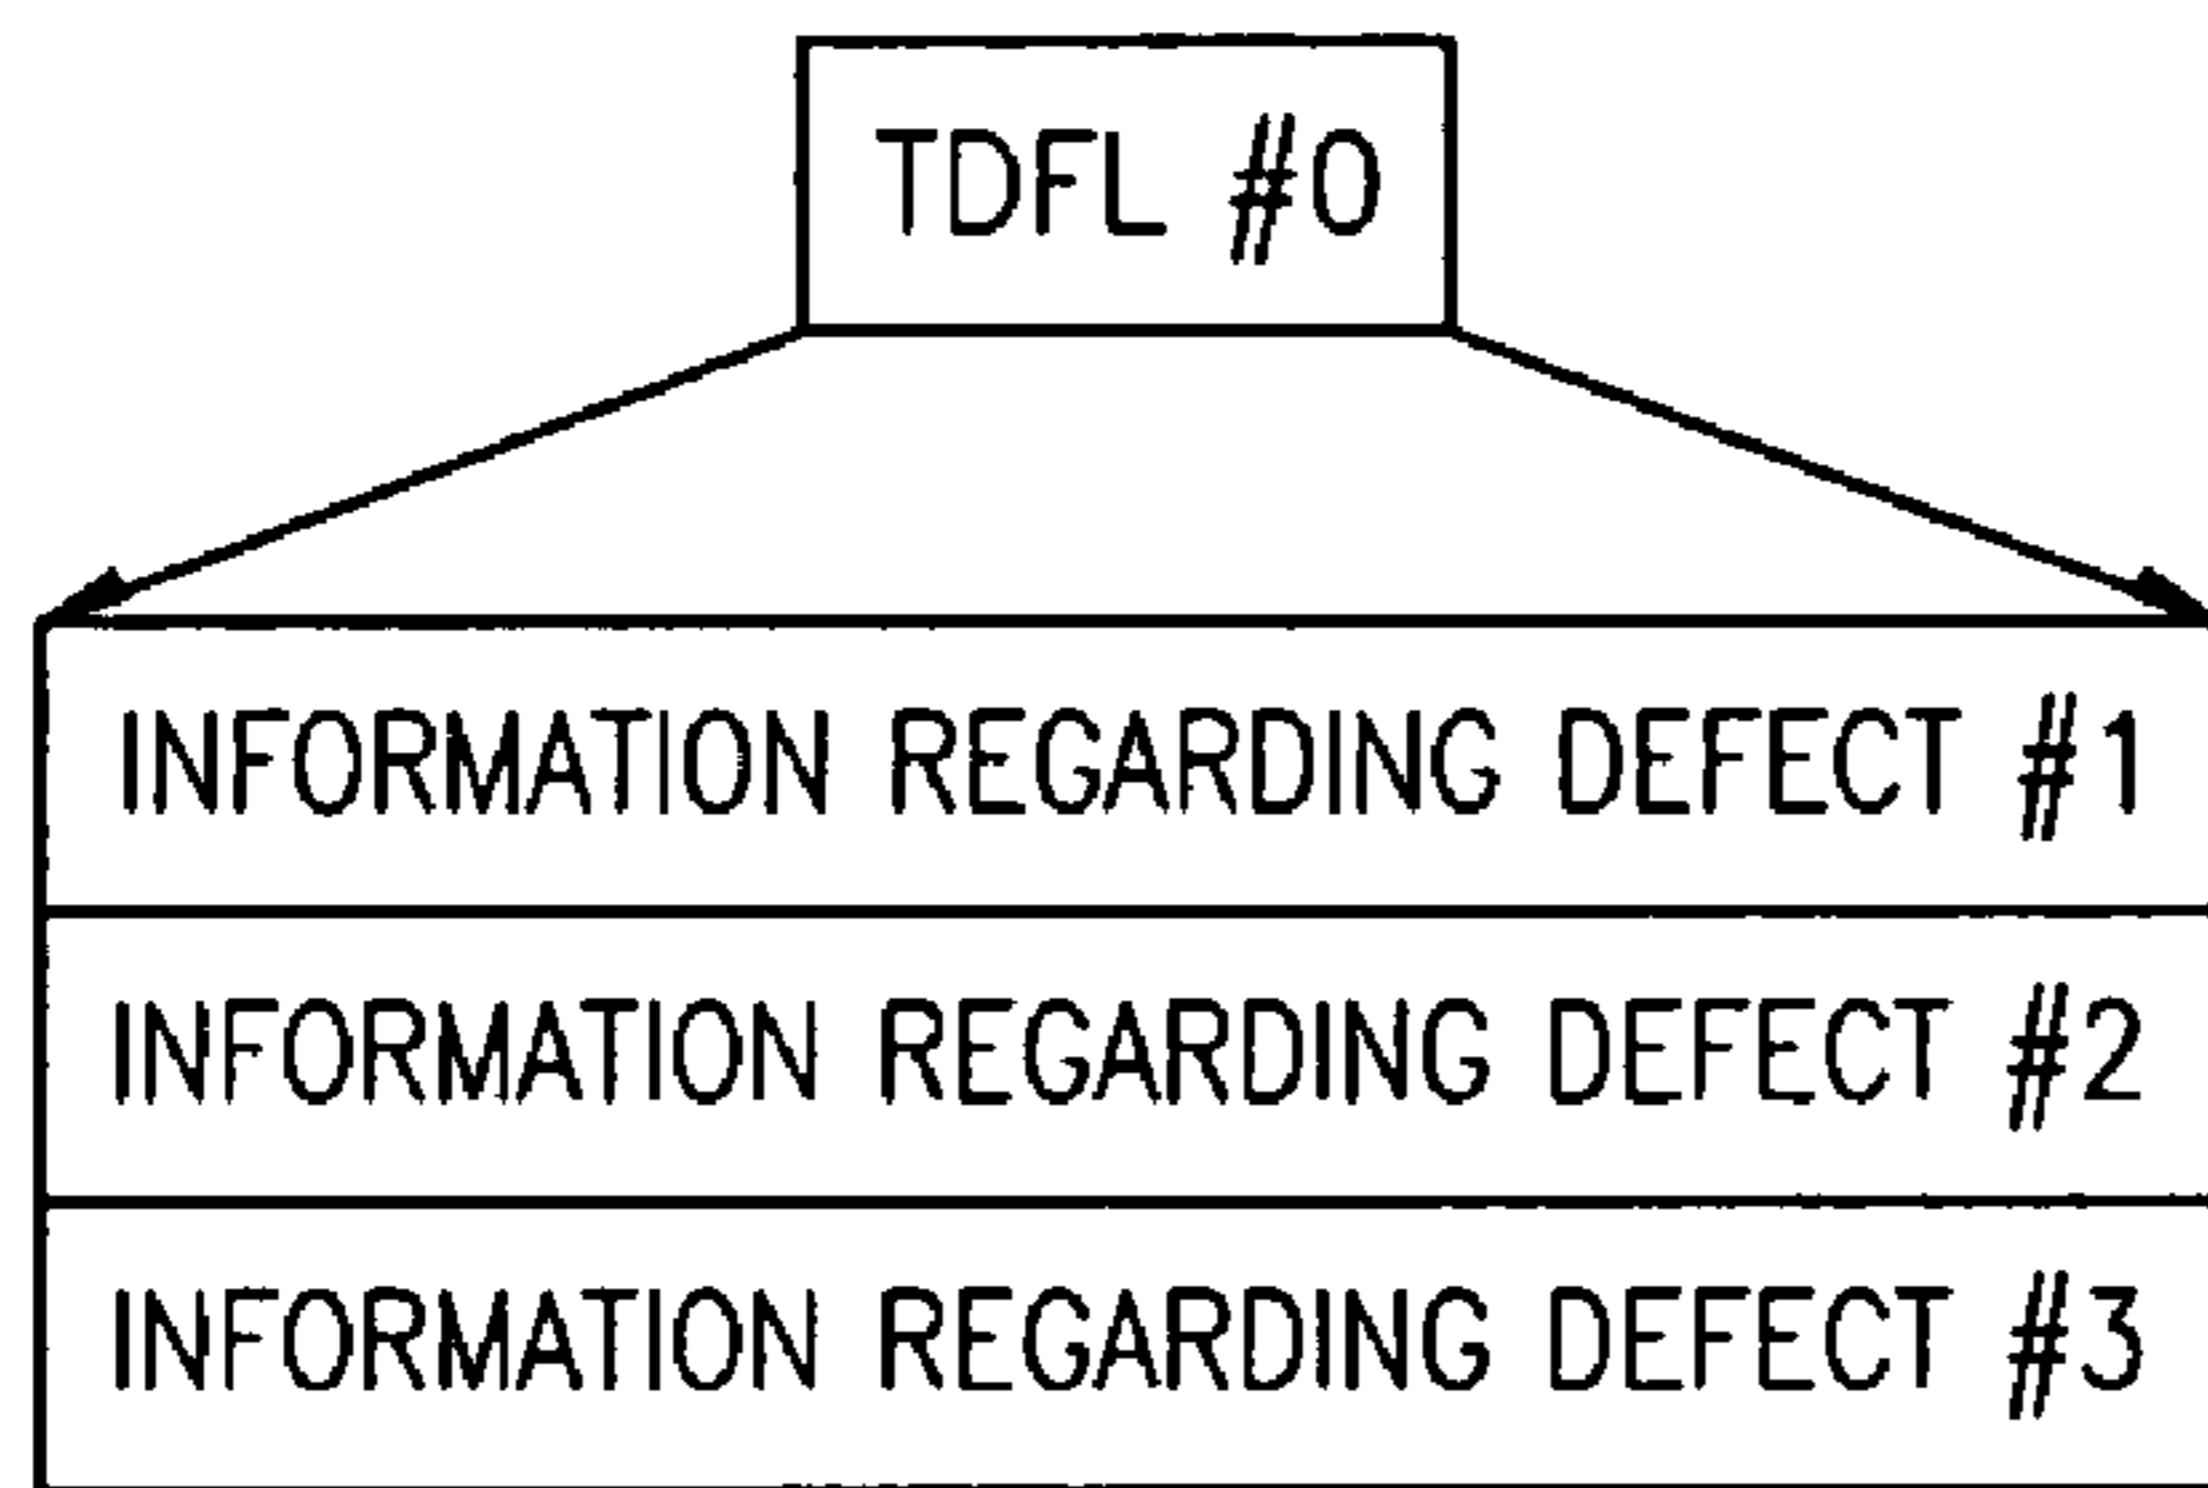 TDFL #0
INFORMATION REGARDING DEFECT #1
INFORMATION REGARDING DEFECT #2
INFORMATION REGARDING DEFECT #3